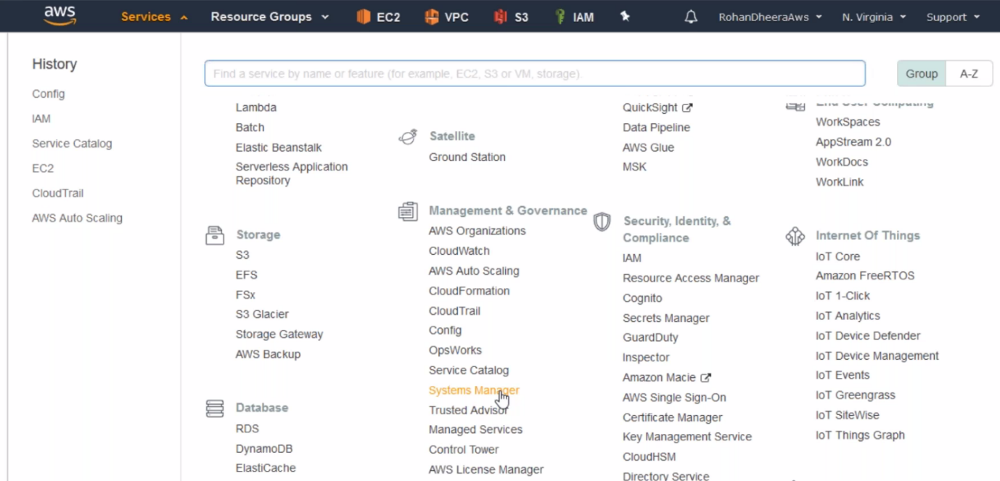 aws
Services
Resource Groups
EC2
VPC
S3
IAM
RohanDheeraAws
N. Virginia
Support
History
Config
IAM
Service Catalog
EC2
CloudTrail
AWS Auto Scaling
Find a service by name or feature (for example, EC2, S3 or VM, storage).
Group
A-Z
Lambda
Batch
Elastic Beanstalk
Serverless Application
Repository
Storage
S3
EFS
FSx
S3 Glacier
Storage Gateway
AWS Backup
Database
RDS
DynamoDB
ElastiCache
Satellite
Ground Station
Management & Governance
AWS Organizations
CloudWatch
AWS Auto Scaling
CloudFormation
CloudTrail
Config
OpsWorks
Service Catalog
Systems Manager
Trusted Advisor
Managed Services
Control Tower
AWS License Manager
QuickSight
Data Pipeline
AWS Glue
MSK
Security, Identity, &
Compliance
IAM
Resource Access Manager
Cognito
Secrets Manager
GuardDuty
Inspector
Amazon Macie
AWS Single Sign-On
Certificate Manager
Key Management Service
CloudHSM
Directory Service
End User Computing
WorkSpaces
AppStream 2.0
WorkDocs
WorkLink
Internet Of Things
IoT Core
Amazon FreeRTOS
IoT 1-Click
IoT Analytics
IoT Device Defender
IoT Device Management
IoT Events
IoT Greengrass
IoT SiteWise
IoT Things Graph